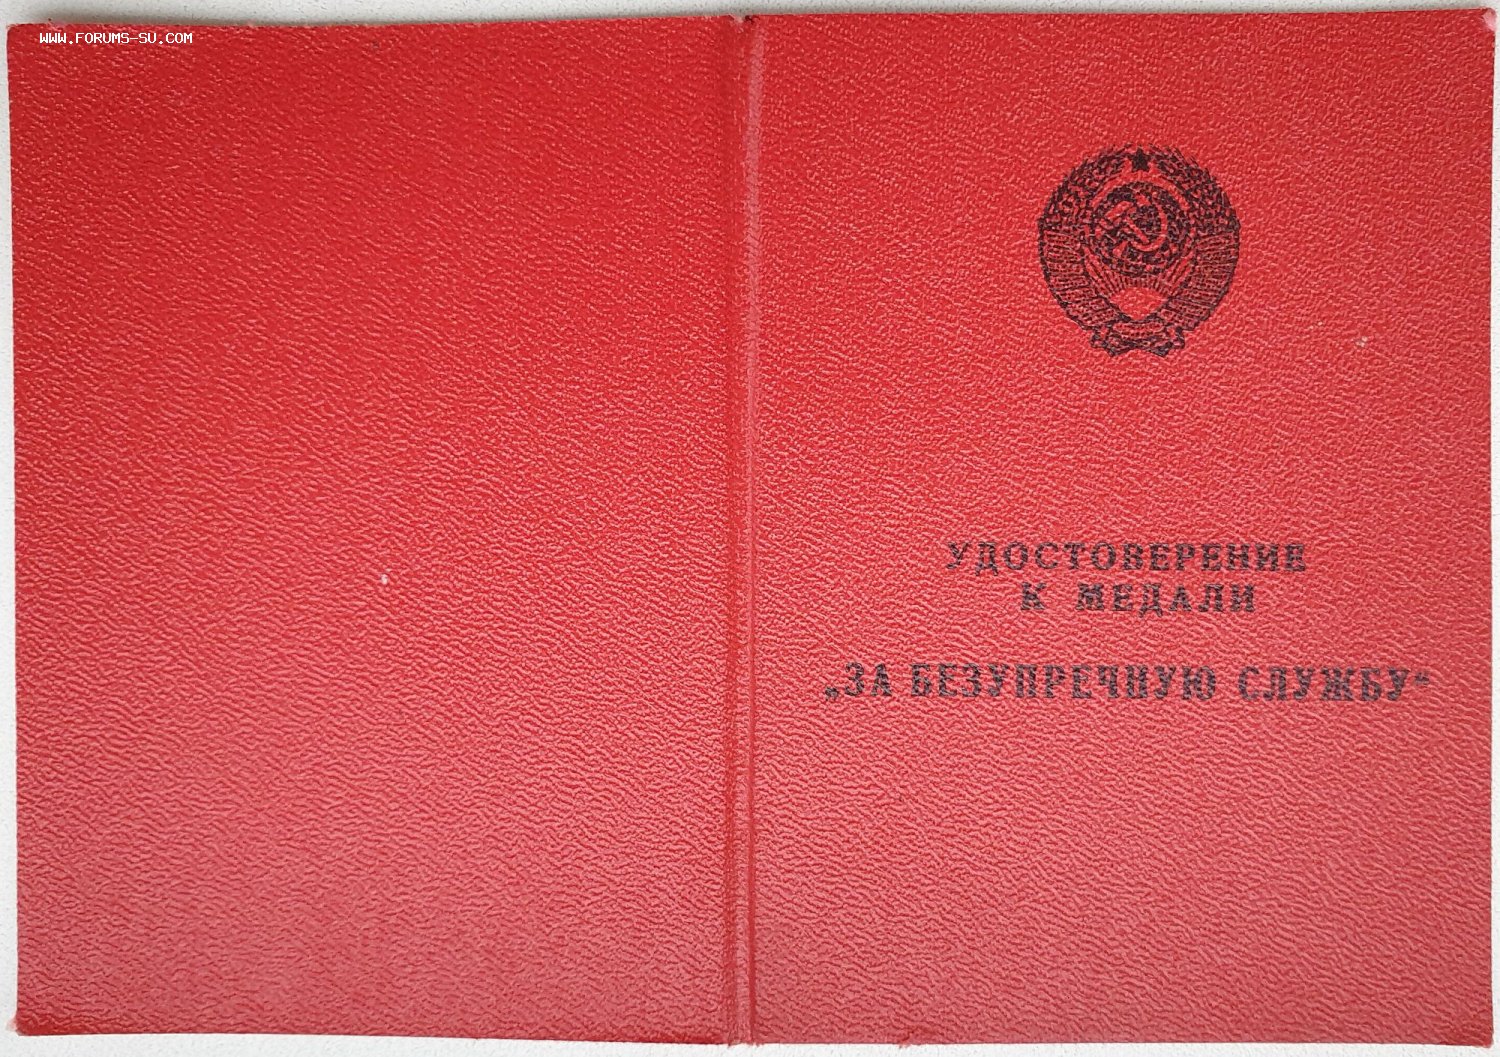 WWW.FORUMS-SU.COM
УДОСТОВЕРЕНИЕ
К МЕДАЛИ
„ЗА БЕЗУПРЕЧНУЮ СЛУЖБУ“